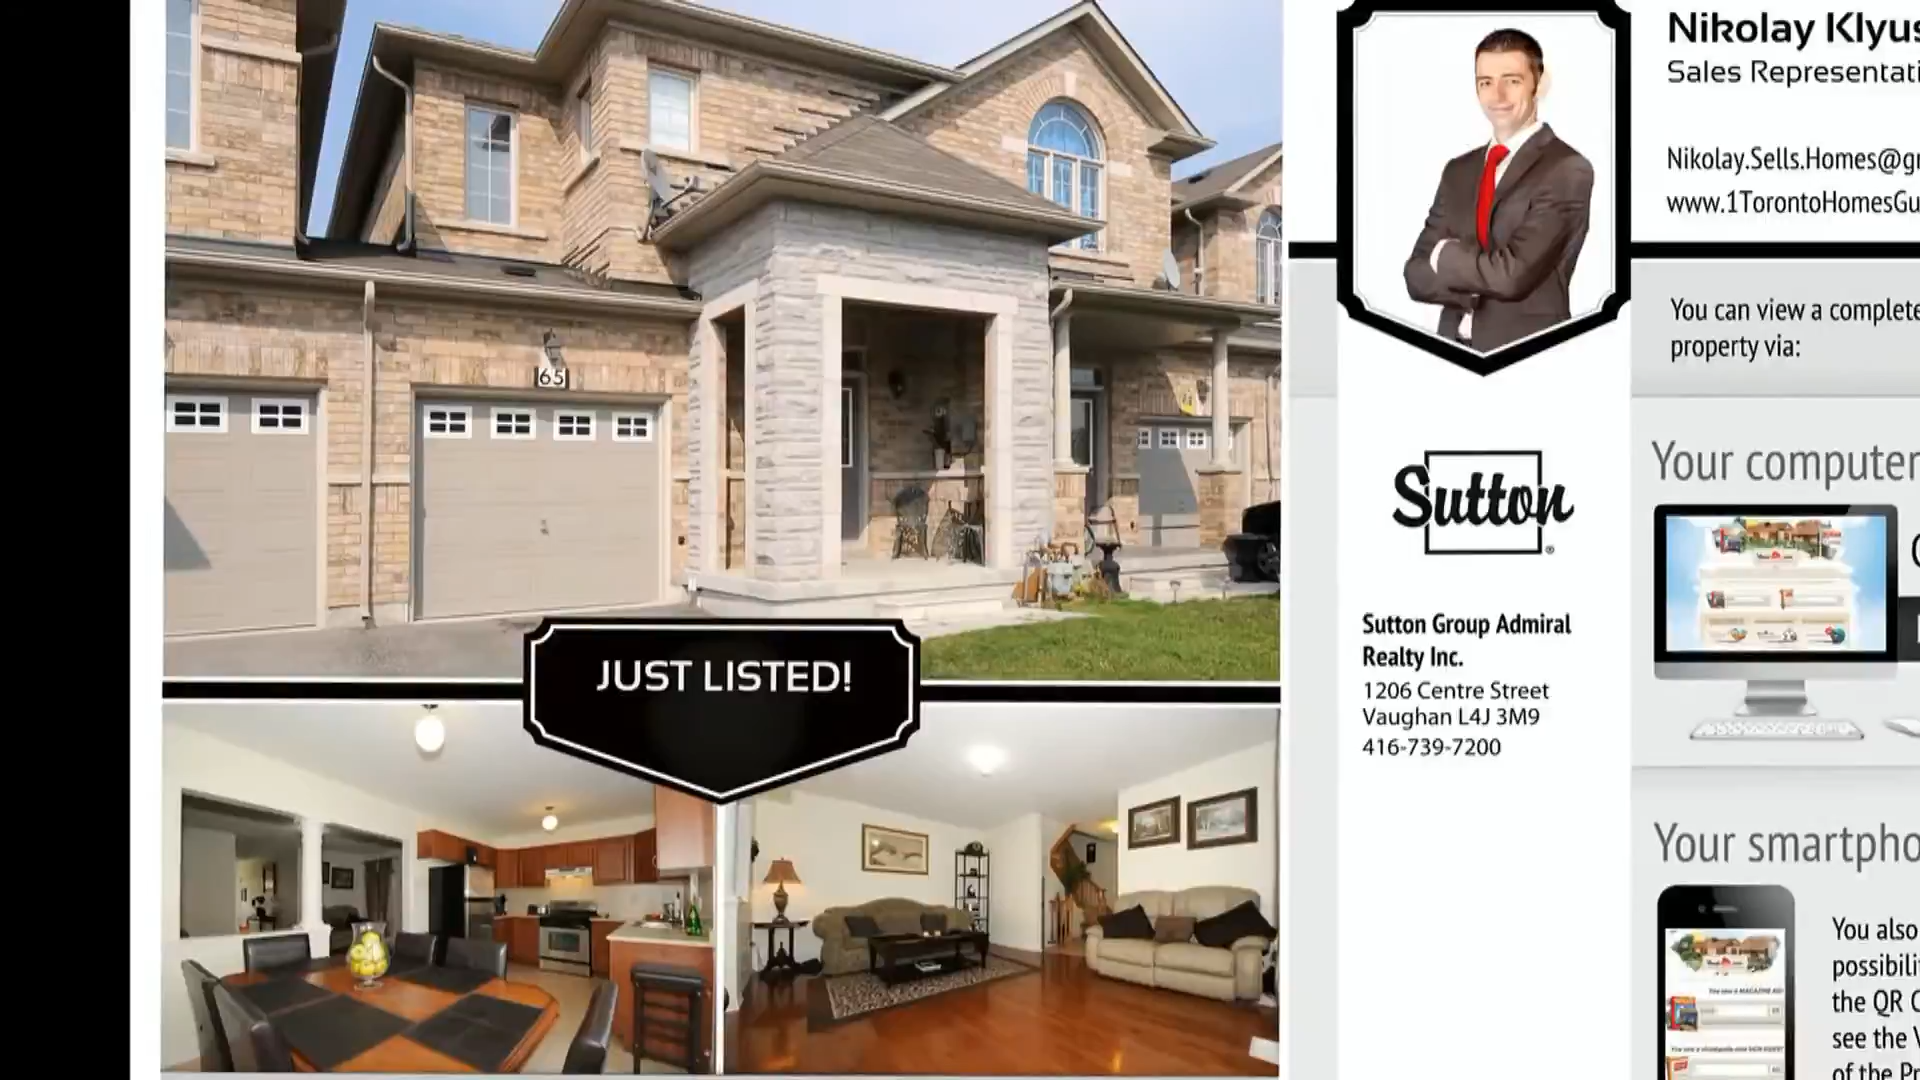 65
JUST LISTED!
Nikolay Klyus
Sales Representati
Nikolay.Sells.Homes@g
www.1TorontoHomesGu
You can view a complete
property via:
Sutton
Sutton Group Admiral
Realty Inc.
1206 Centre Street
Vaughan L4J 3M9
416-739-7200
Your computer
Your smartpho
You also
possibili
the QR C
see the V
of the Pr